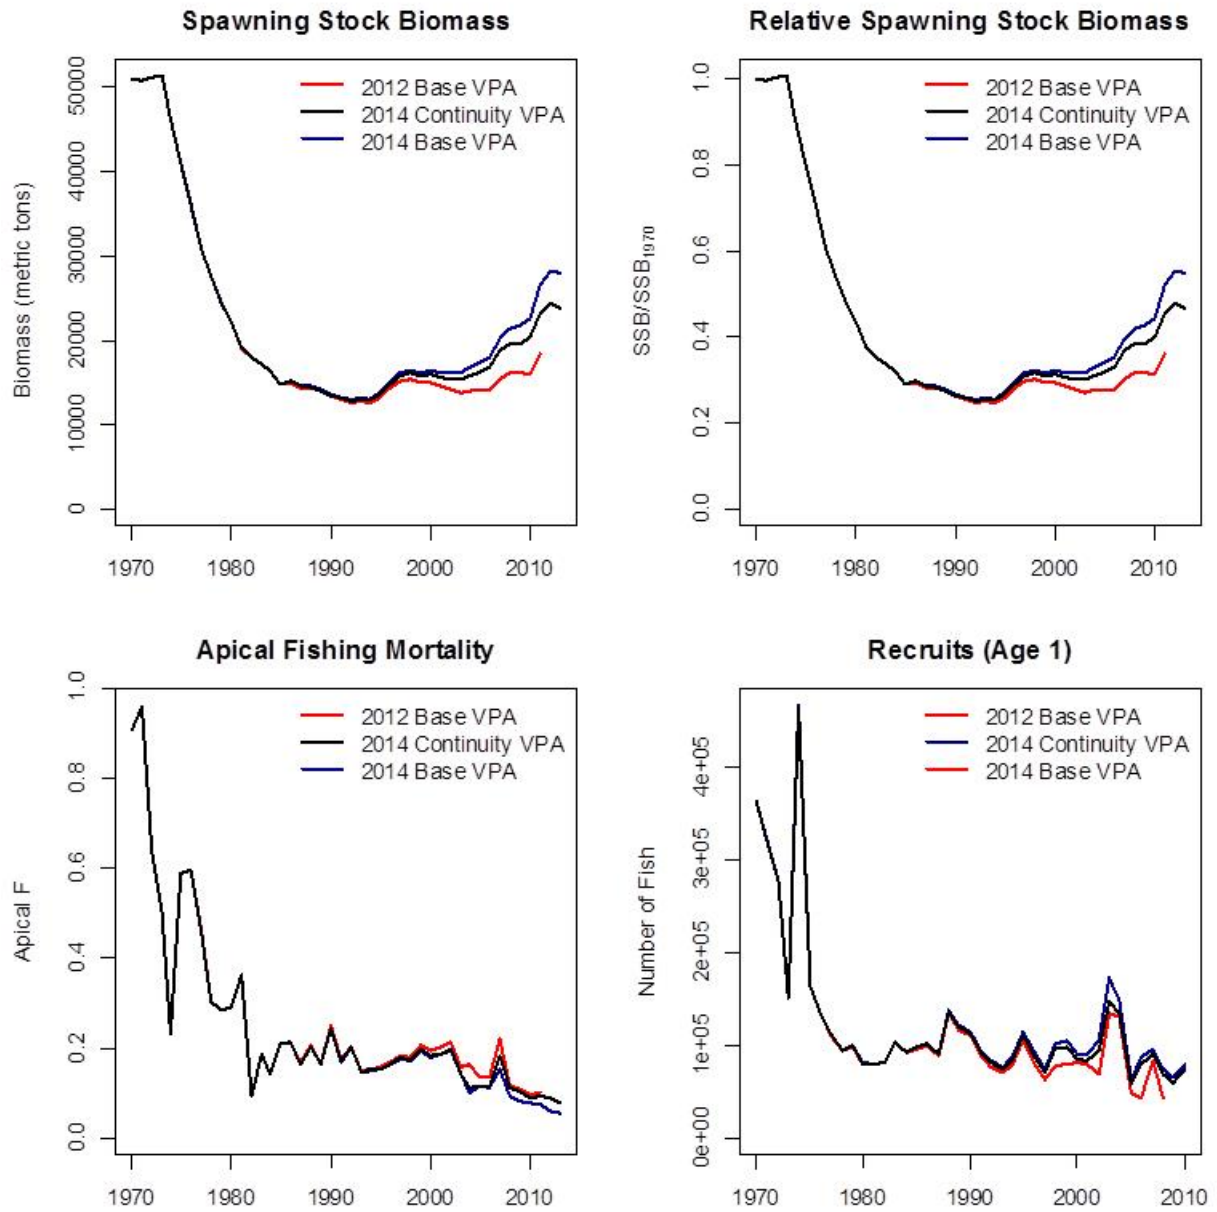 Spawning Stock Biomass
Biomass (metric tons)
50000
40000
30000
20000
10000
0
2012 Base VPA
2014 Continuity VPA
2014 Base VPA
1970 1980 1990 2000 2010
Relative Spawning Stock Biomass
SSB/SSB1970
1.0
0.8
0.6
0.4
0.2
0.0
2012 Base VPA
2014 Continuity VPA
2014 Base VPA
1970 1980 1990 2000 2010
Apical Fishing Mortality
Apical F
1.0
0.8
0.6
0.4
0.2
0.0
2012 Base VPA
2014 Continuity VPA
2014 Base VPA
1970 1980 1990 2000 2010
Recruits (Age 1)
Number of Fish
4e+05
3e+05
2e+05
1e+05
0e+00
2012 Base VPA
2014 Continuity VPA
2014 Base VPA
1970 1980 1990 2000 2010